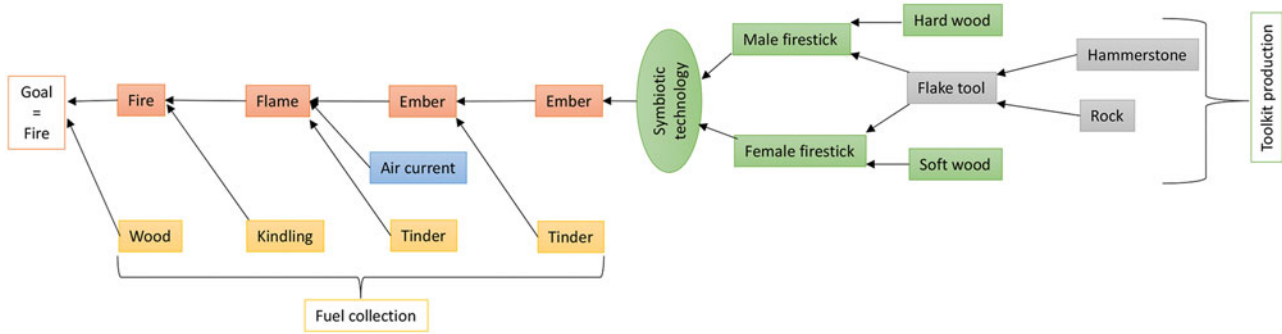 Goal
=
Fire
Fire
Flame
Ember
Ember
Symbiotic
technology
Male firestick
Hard wood
Flake tool
Hammerstone
Rock
Female firestick
Soft wood
Toolkit production
Air current
Wood
Kindling
Tinder
Tinder
Fuel collection